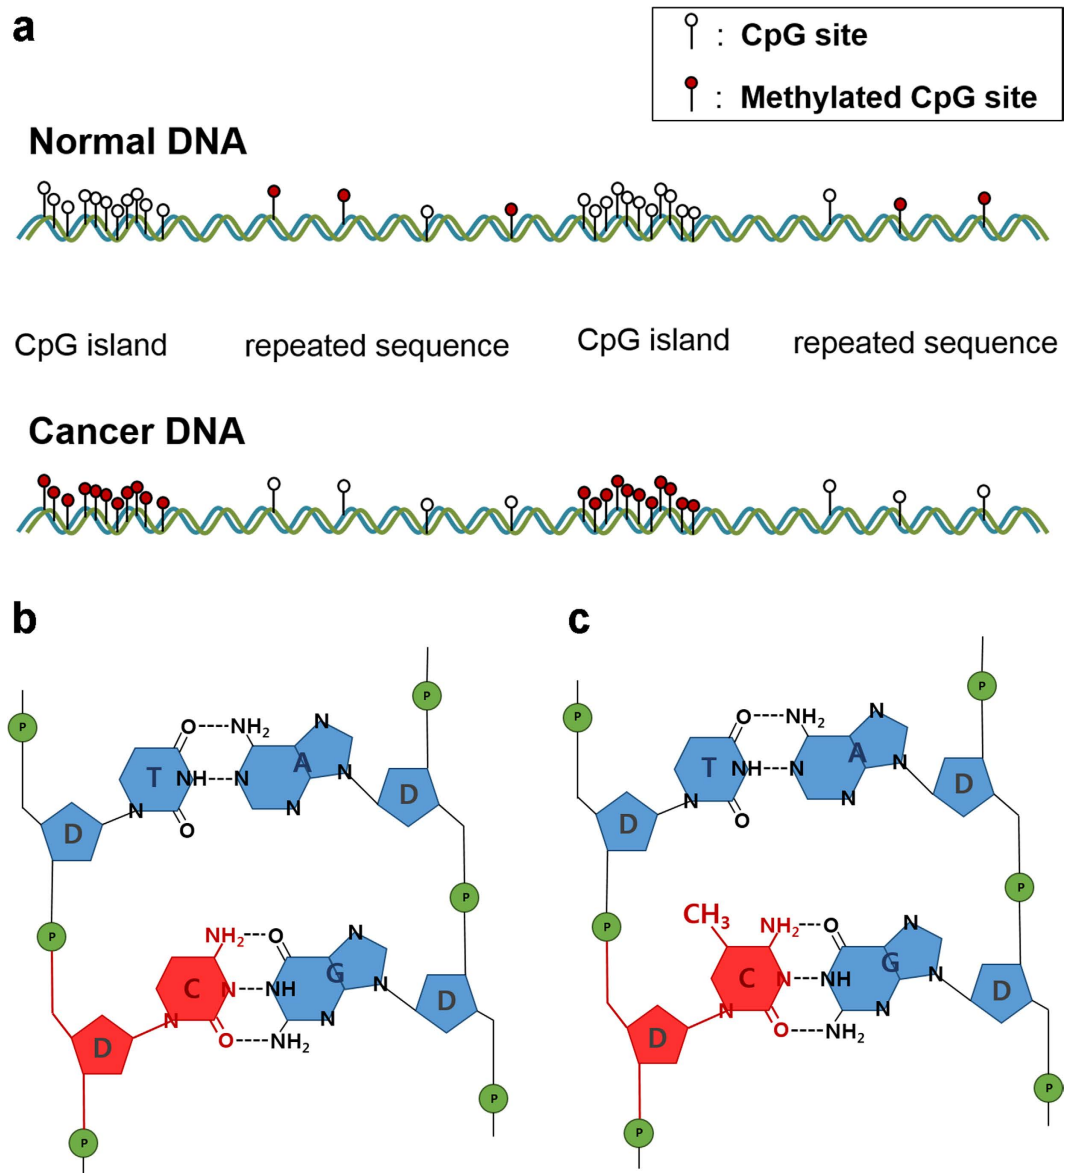 a
: CpG site
: Methylated CpG site
Normal DNA
CpG island
repeated sequence
CpG island
repeated sequence
Cancer DNA
b
P
P
O
NH₂
N
T
NH
N
A
N
D
N
N
D
O
P
P
NH₂
O
N
C
N
NH
G
N
D
N
N
D
O
NH₂
P
P
c
P
P
O
NH₂
N
T
NH
N
A
N
D
N
N
D
O
P
P
CH₃
NH₂
O
N
C
N
NH
G
N
D
N
N
D
O
NH₂
P
P